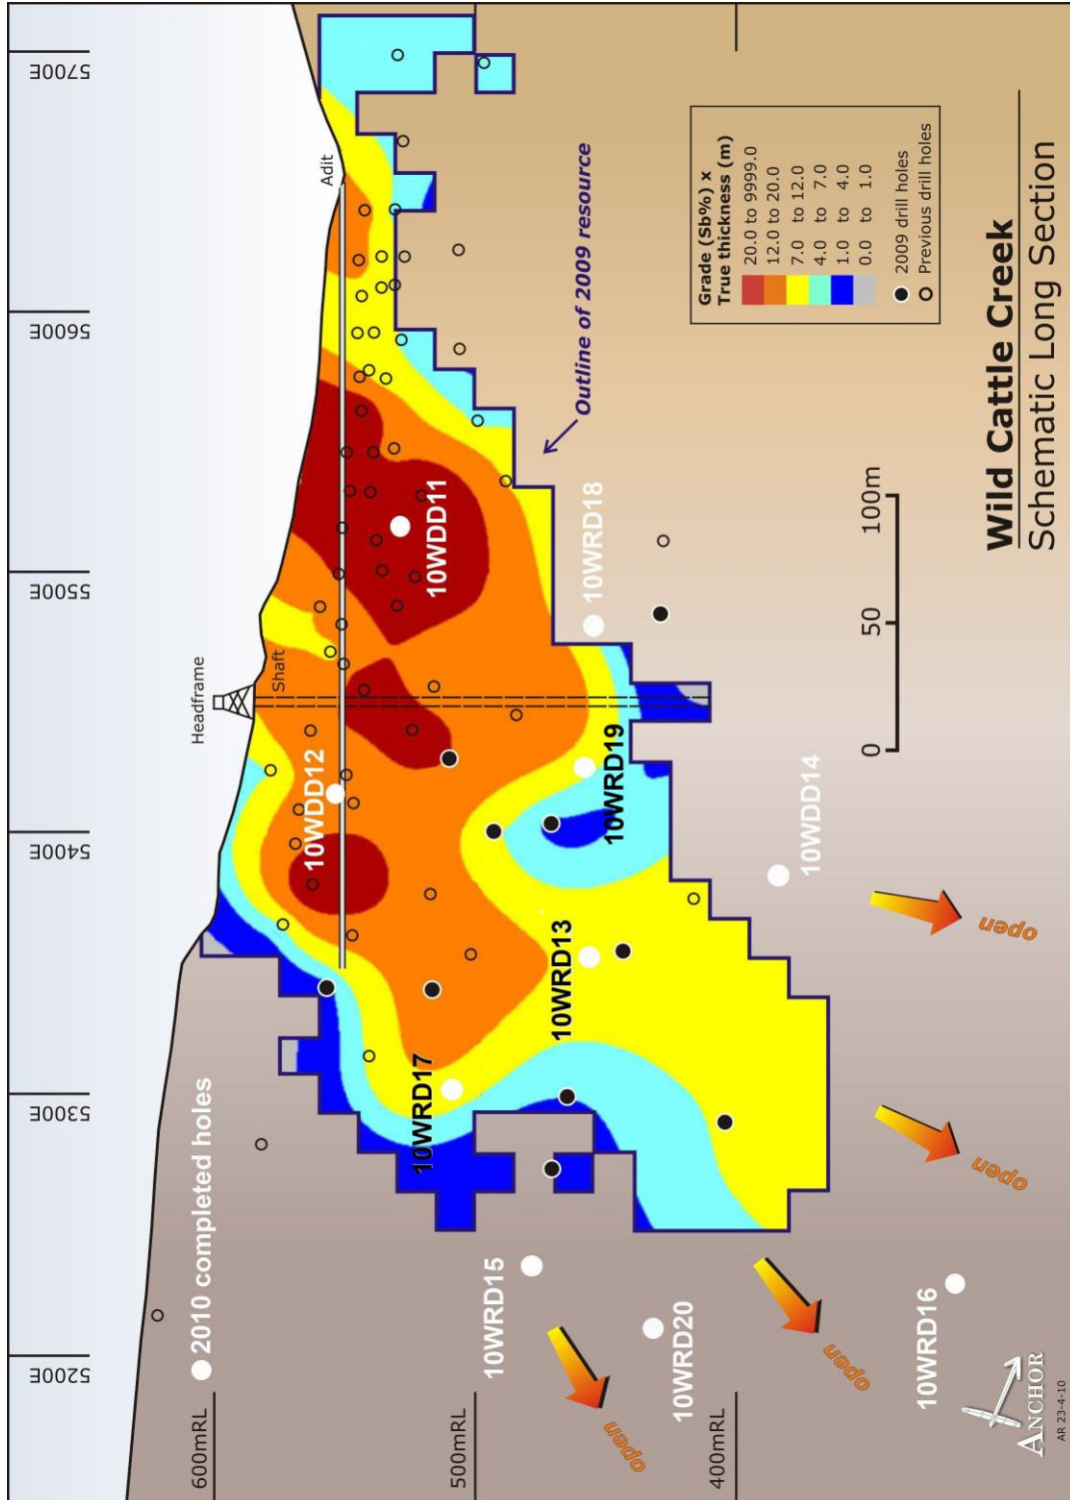 5200E
5300E
5400E
5500E
5600E
5700E
Headframe
Shaft
Adit
2010 completed holes
10WDD12
10WDD11
10WRD17
10WRD13
10WRD19
10WRD18
10WRD15
10WRD20
10WDD14
10WRD16
600mRL
500mRL
400mRL
open
open
open
open
Outline of 2009 resource
Grade (Sb%) x
True thickness (m)
20.0 to 9999.0
12.0 to 20.0
7.0 to 12.0
4.0 to 7.0
1.0 to 4.0
0.0 to 1.0
2009 drill holes
Previous drill holes
0 50 100m
Wild Cattle Creek
Schematic Long Section
ANCHOR
AR 23-4-10